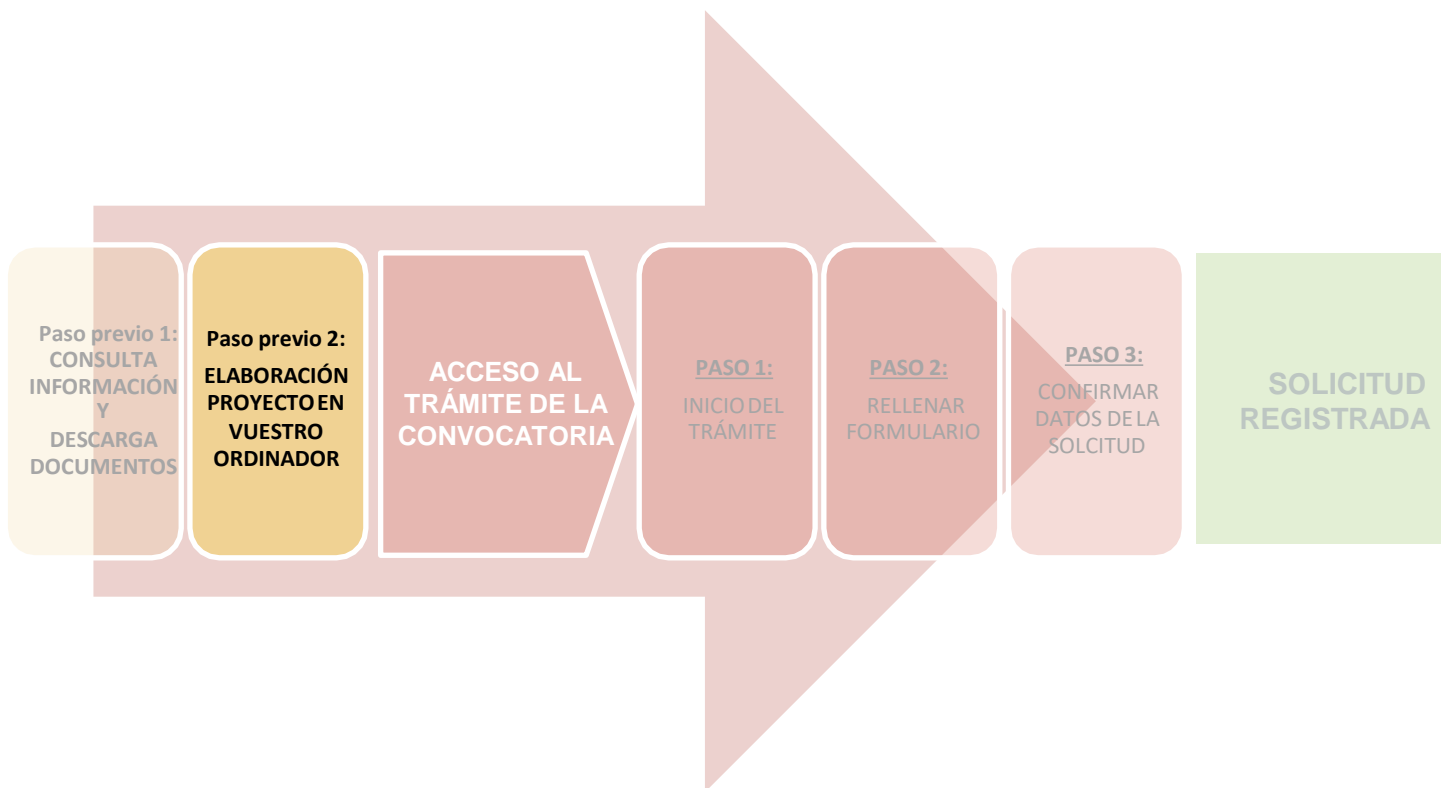 Paso previo 1:
CONSULTA
INFORMACIÓN
Y
DESCARGA
DOCUMENTOS
Paso previo 2:
ELABORACIÓN
PROYECTO EN
VUESTRO
ORDINADOR
ACCESO AL
TRÁMITE DE LA
CONVOCATORIA
PASO 1:
INICIO DEL
TRÁMITE
PASO 2:
RELLENAR
FORMULARIO
PASO 3:
CONFIRMAR
DATOS DE LA
SOLCITUD
SOLICITUD
REGISTRADA